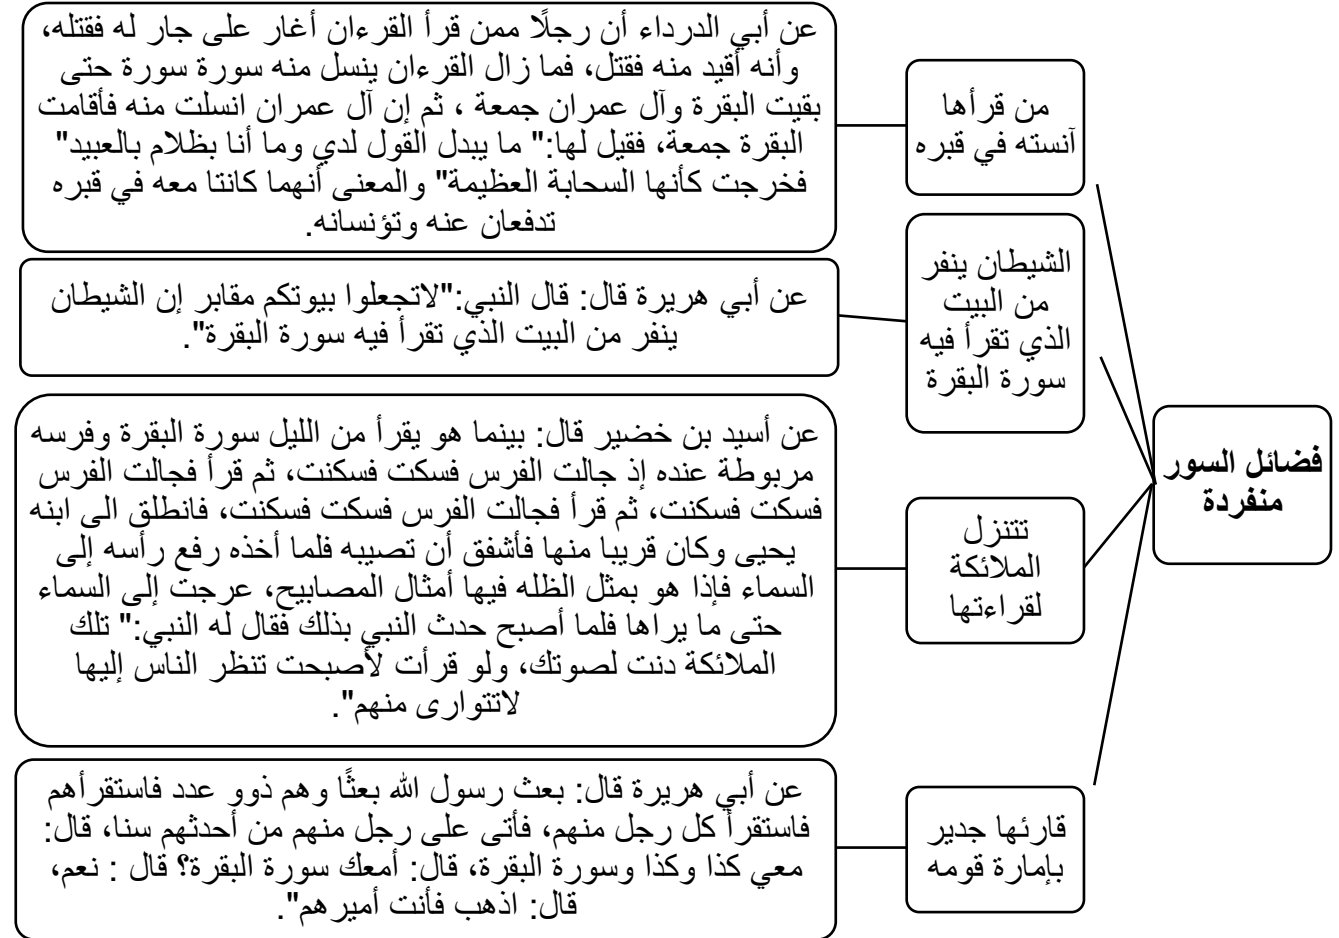 فضائل السور
منفردة
من قرأها
آنسته في قبره
عن أبي الدرداء أن رجلًا ممن قرأ القرءان أغار على جار له فقتله،
وأنه أقيد منه فقتل، فما زال القرءان ينسل منه سورة سورة حتى
بقيت البقرة وآل عمران جمعة ، ثم إن آل عمران انسلت منه فأقامت
البقرة جمعة، فقيل لها:" ما يبدل القول لدي وما أنا بظلام بالعبيد"
فخرجت كأنها السحابة العظيمة" والمعنى أنهما كانتا معه في قبره
تدفعان عنه وتؤنسانه.
الشيطان ينفر
من البيت
الذي تقرأ فيه
سورة البقرة
عن أبي هريرة قال: قال النبي:"لاتجعلوا بيوتكم مقابر إن الشيطان
ينفر من البيت الذي تقرأ فيه سورة البقرة".
تتنزل
الملائكة
لقراءتها
عن أسيد بن خضير قال: بينما هو يقرأ من الليل سورة البقرة وفرسه
مربوطة عنده إذ جالت الفرس فسكت فسكنت، ثم قرأ فجالت الفرس
فسكت فسكنت، ثم قرأ فجالت الفرس فسكت فسكنت، فانطلق الى ابنه
يحيى وكان قريبا منها فأشفق أن تصيبه فلما أخذه رفع رأسه إلى
السماء فإذا هو بمثل الظله فيها أمثال المصابيح، عرجت إلى السماء
حتى ما يراها فلما أصبح حدث النبي بذلك فقال له النبي:" تلك
الملائكة دنت لصوتك، ولو قرأت لأصبحت تنظر الناس إليها
لاتتوارى منهم".
قارئها جدير
بإمارة قومه
عن أبي هريرة قال: بعث رسول الله بعثًا وهم ذوو عدد فاستقرأهم
فاستقرأ كل رجل منهم، فأتى على رجل منهم من أحدثهم سنا، قال:
معي كذا وكذا وسورة البقرة، قال: أمعك سورة البقرة؟ قال : نعم،
قال: اذهب فأنت أميرهم".